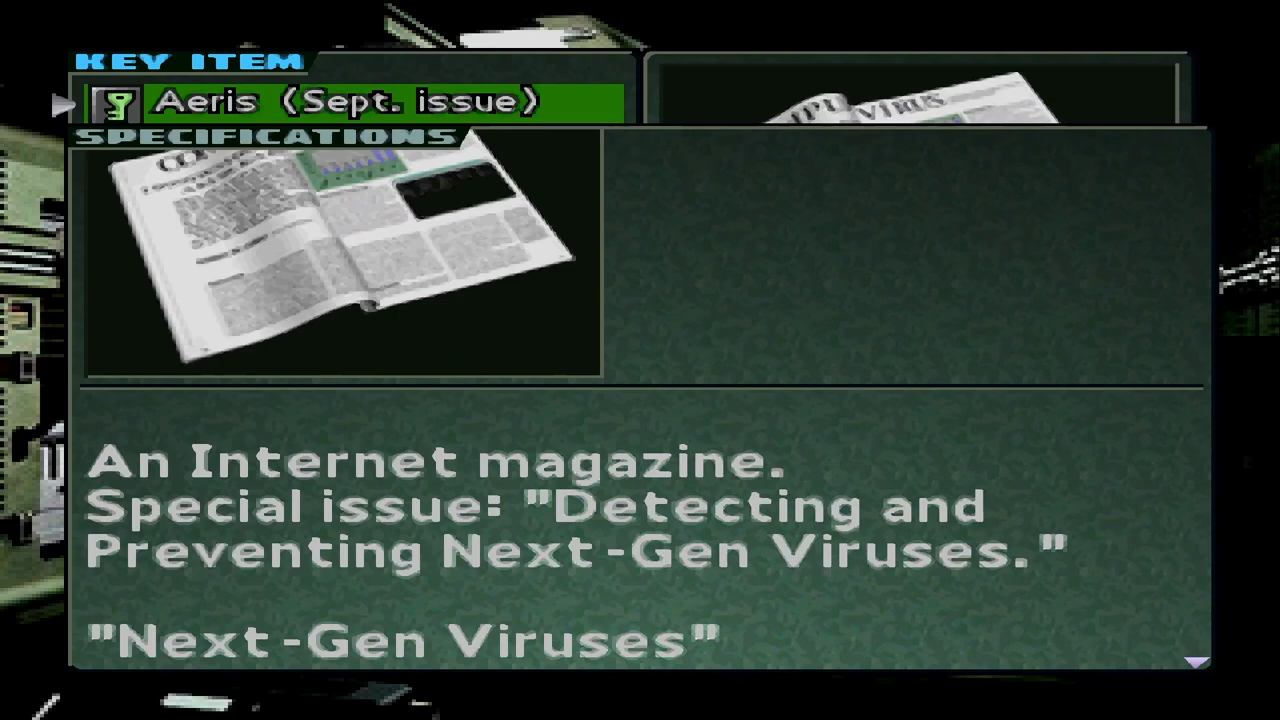 KEY ITEM
Aeris (Sept. issue)
VIRUS
SPECIFICATIONS
An Internet magazine.
Special issue: "Detecting and
Preventing Next-Gen Viruses."
"Next-Gen Viruses"